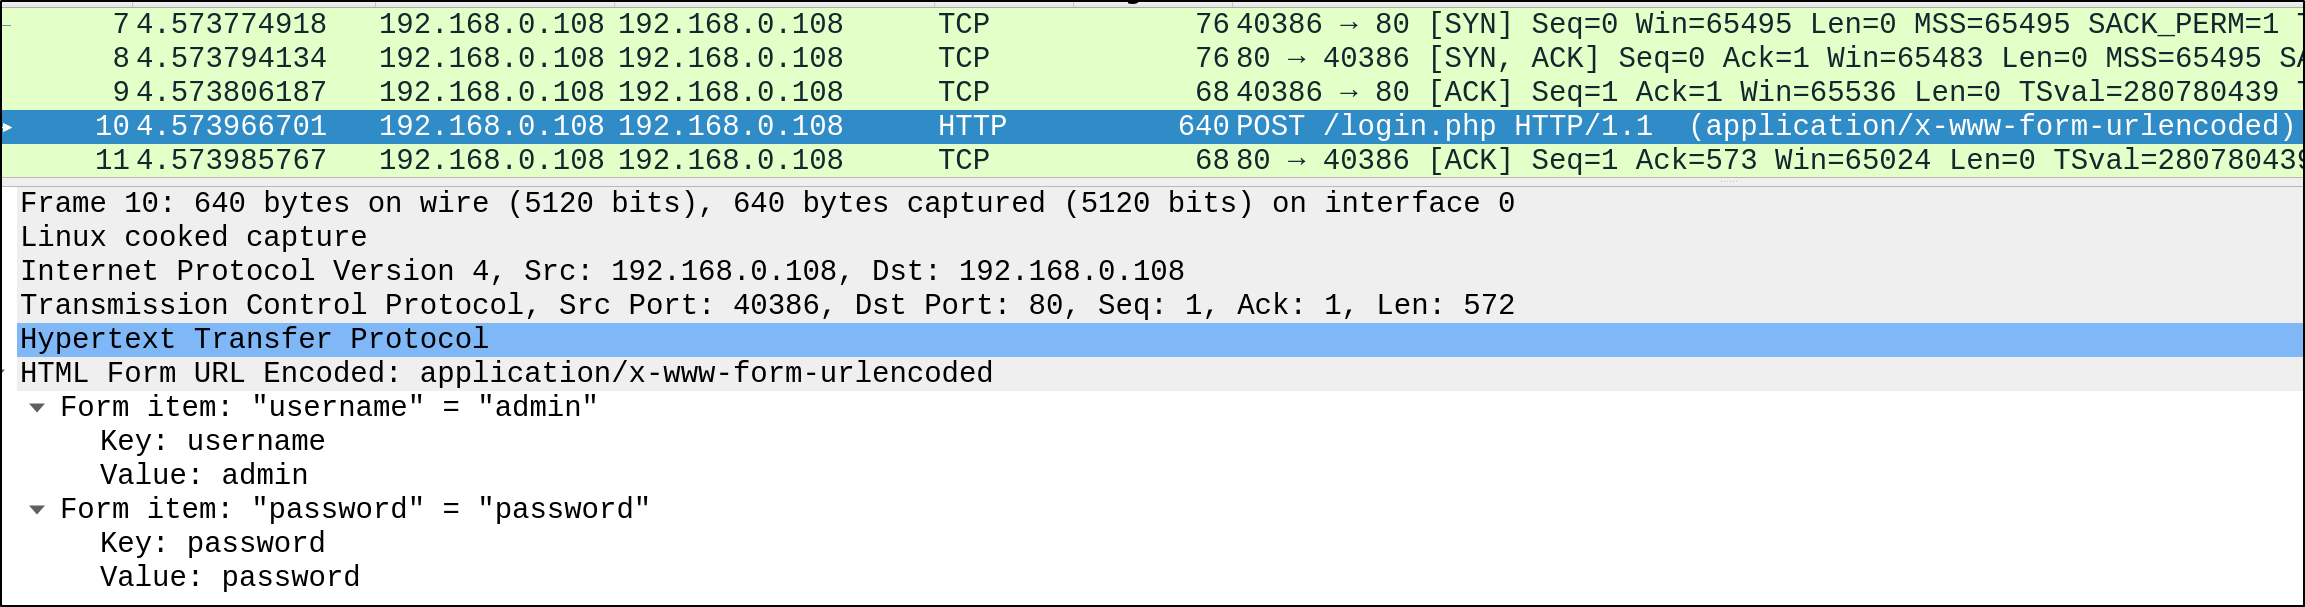 7 4.573774918 192.168.0.108 192.168.0.108 TCP 76 40386 → 80 [SYN] Seq=0 Win=65495 Len=0 MSS=65495 SACK_PERM=1
8 4.573794134 192.168.0.108 192.168.0.108 TCP 76 80 → 40386 [SYN, ACK] Seq=0 Ack=1 Win=65483 Len=0 MSS=65495 SA
9 4.573806187 192.168.0.108 192.168.0.108 TCP 68 40386 → 80 [ACK] Seq=1 Ack=1 Win=65536 Len=0 TSval=280780439
10 4.573966701 192.168.0.108 192.168.0.108 HTTP 640 POST /login.php HTTP/1.1 (application/x-www-form-urlencoded)
11 4.573985767 192.168.0.108 192.168.0.108 TCP 68 80 → 40386 [ACK] Seq=1 Ack=573 Win=65024 Len=0 TSval=280780439
Frame 10: 640 bytes on wire (5120 bits), 640 bytes captured (5120 bits) on interface 0
Linux cooked capture
Internet Protocol Version 4, Src: 192.168.0.108, Dst: 192.168.0.108
Transmission Control Protocol, Src Port: 40386, Dst Port: 80, Seq: 1, Ack: 1, Len: 572
Hypertext Transfer Protocol
HTML Form URL Encoded: application/x-www-form-urlencoded
Form item: "username" = "admin"
Key: username
Value: admin
Form item: "password" = "password"
Key: password
Value: password